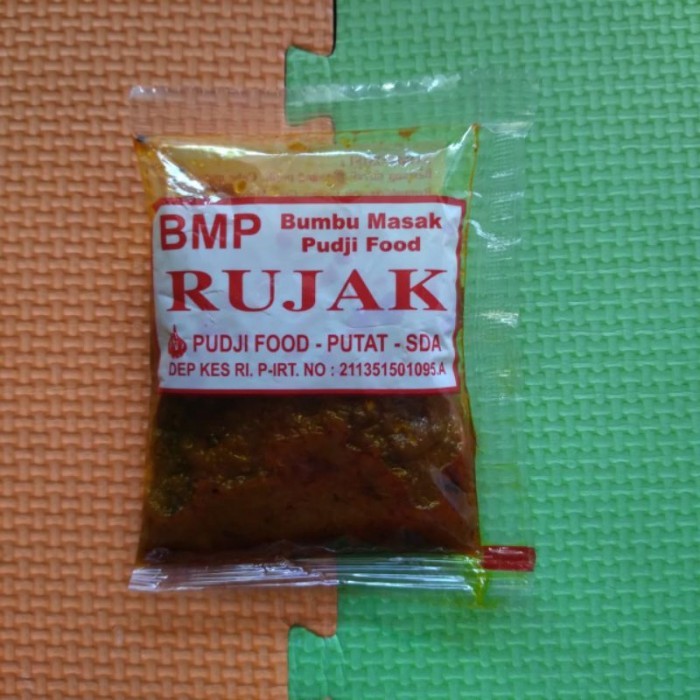 BMP
Bumbu Masak
Pudji Food
RUJAK
PUDJI FOOD - PUTAT - SDA
DEP KES RI. P-IRT. NO : 211351501095.A